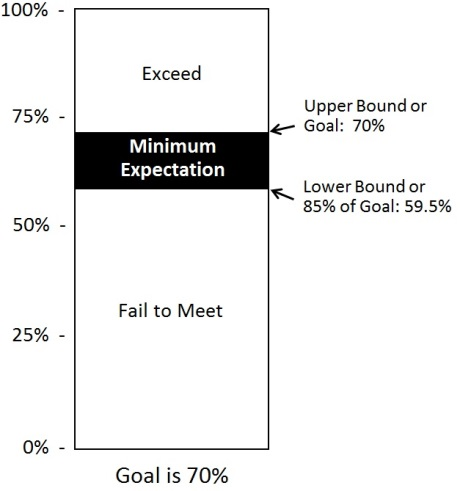 100% -
Exceed
75% -
Upper Bound or
Goal:  70%
Minimum
Expectation
Lower Bound or
85% of Goal: 59.5%
50% -
Fail to Meet
25% -
0% -
Goal is 70%